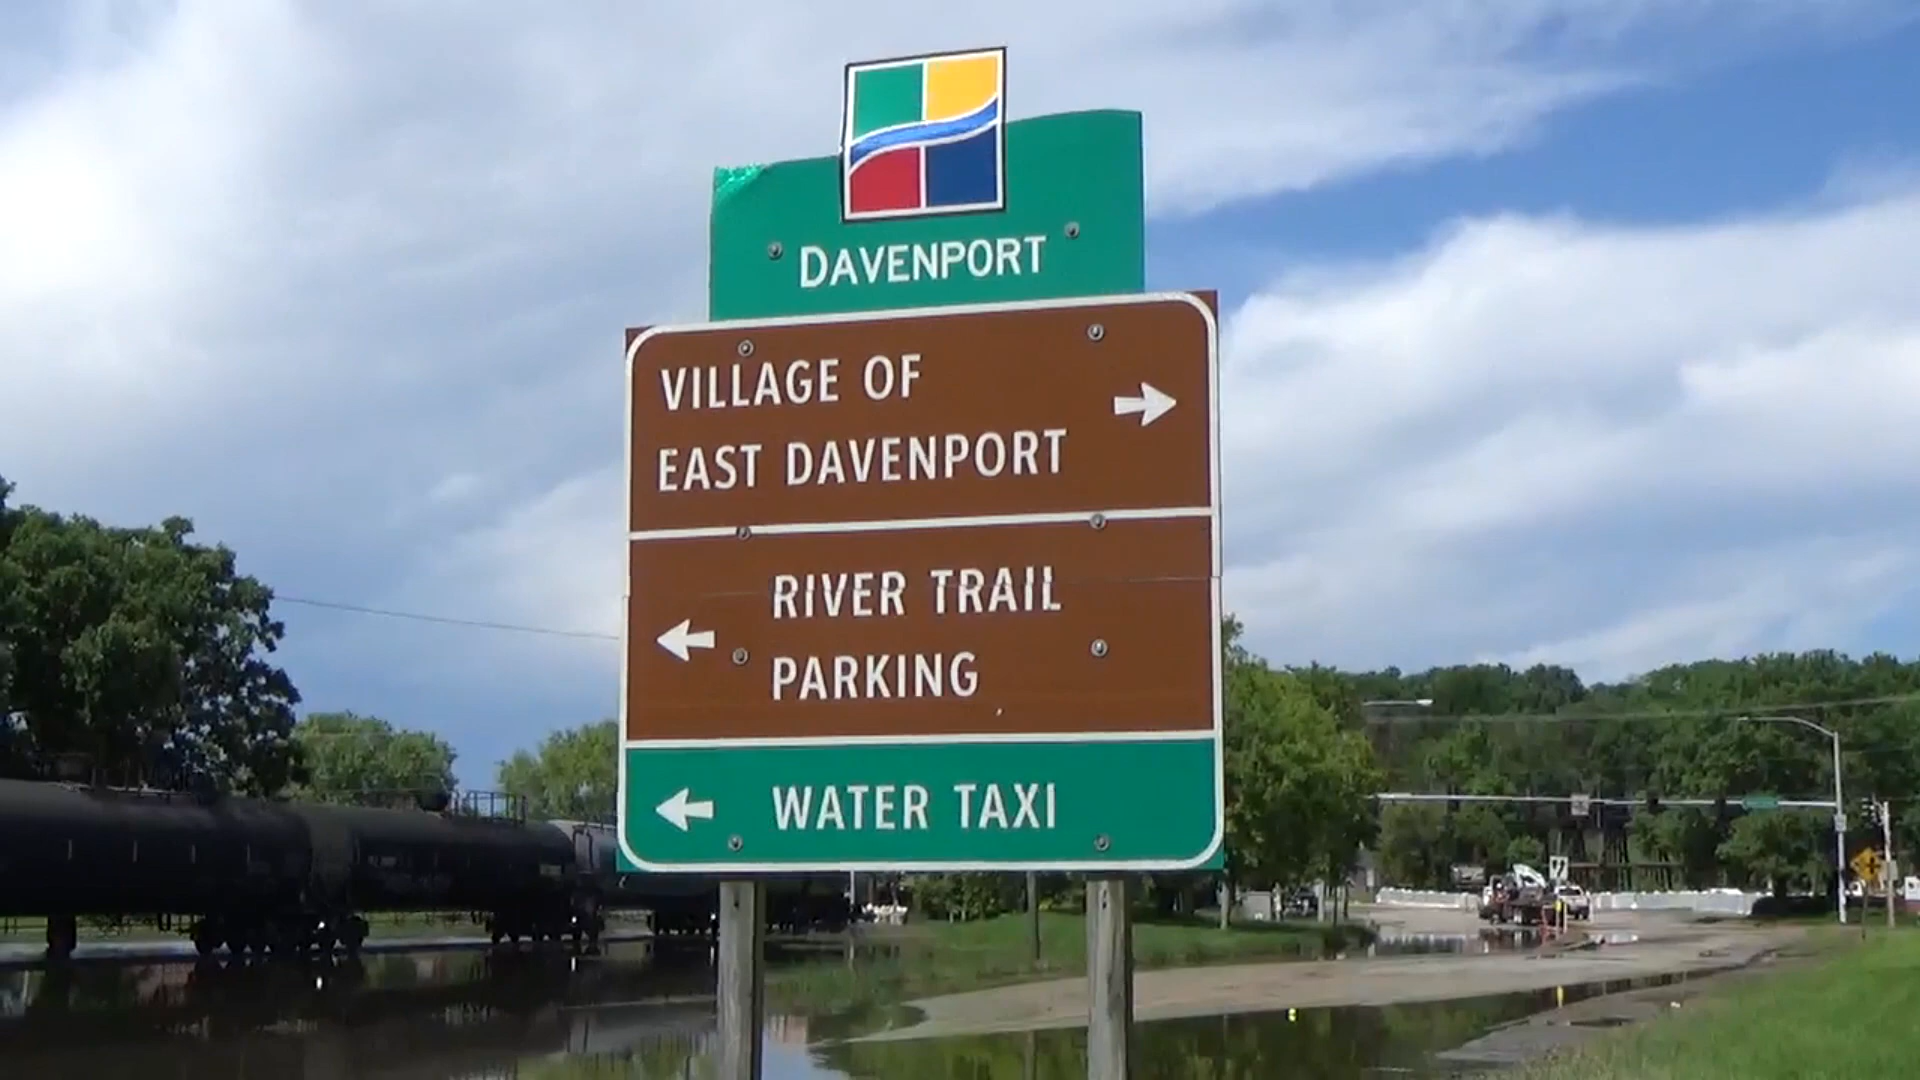 DAVENPORT
VILLAGE OF
EAST DAVENPORT
RIVER TRAIL
PARKING
WATER TAXI